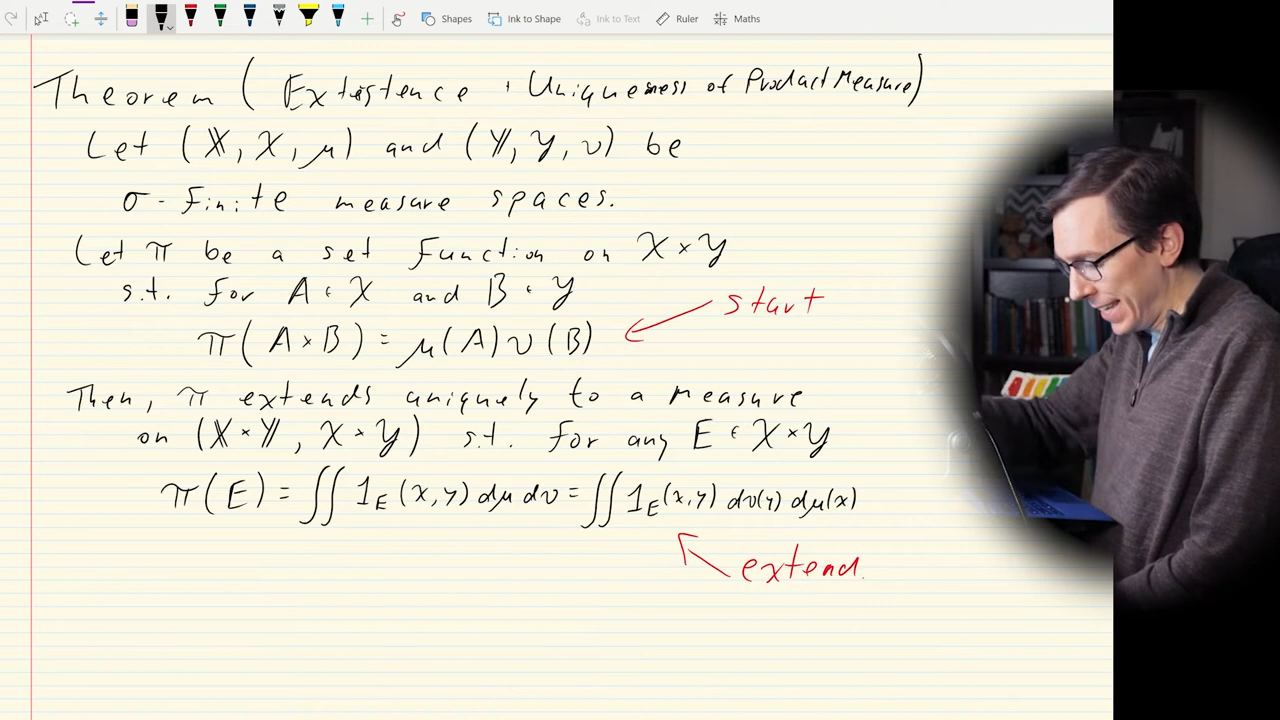 Shapes Ink to Shape Ink to Text Ruler Maths
Theorem ( Existence + Uniqueness of Product Measure)
Let (𝕏, 𝒳, μ) and (𝕐, 𝒴, ν) be
σ-finite measure spaces.
Let π be a set function on 𝒳×𝒴
s.t. for A ∈ 𝒳 and B ∈ 𝒴
start
π(A×B) = μ(A)ν(B)
Then, π extends uniquely to a measure
on (𝕏×𝕐, 𝒳×𝒴) s.t. for any E ∈ 𝒳×𝒴
π(E) = ∫∫ 1_E (x,y) dμ dν = ∫∫ 1_E(x,y) dν(y) dμ(x)
extend.